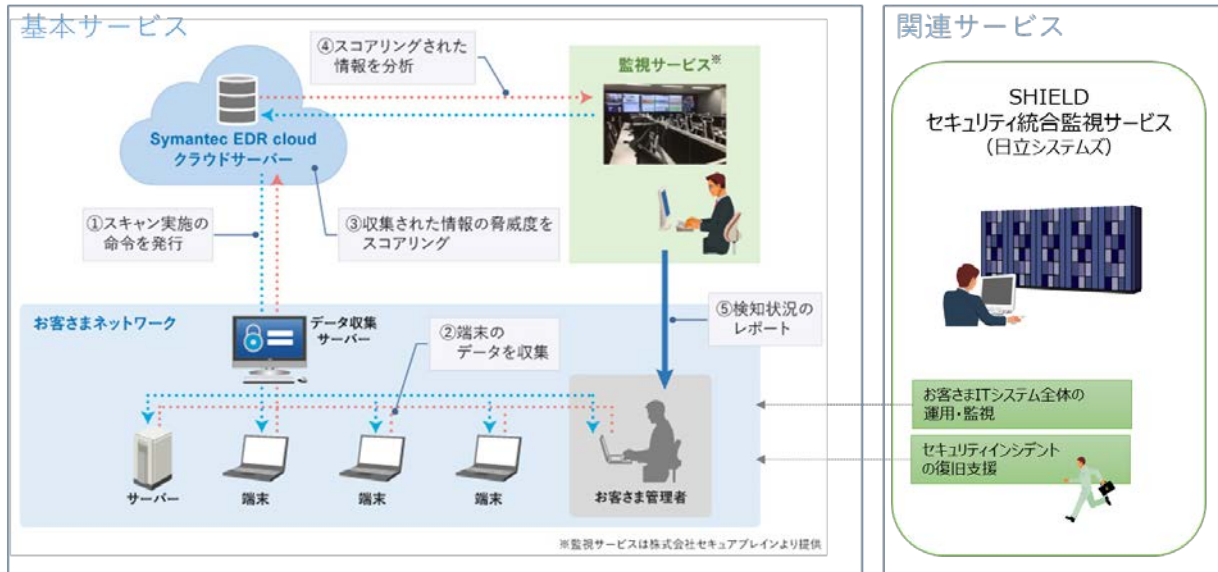 基本サービス
④スコアリングされた
情報を分析
監視サービス※
Symantec EDR cloud
クラウドサーバー
①スキャン実施の
命令を発行
③収集された情報の脅威度を
スコアリング
お客さまネットワーク
データ収集
サーバー
②端末の
データを収集
⑤検知状況の
レポート
サーバー
端末
端末
端末
お客さま管理者
※監視サービスは株式会社セキュアブレインより提供
関連サービス
SHIELD
セキュリティ統合監視サービス
(日立システムズ)
お客さまITシステム全体の
運用・監視
セキュリティインシデント
の復旧支援